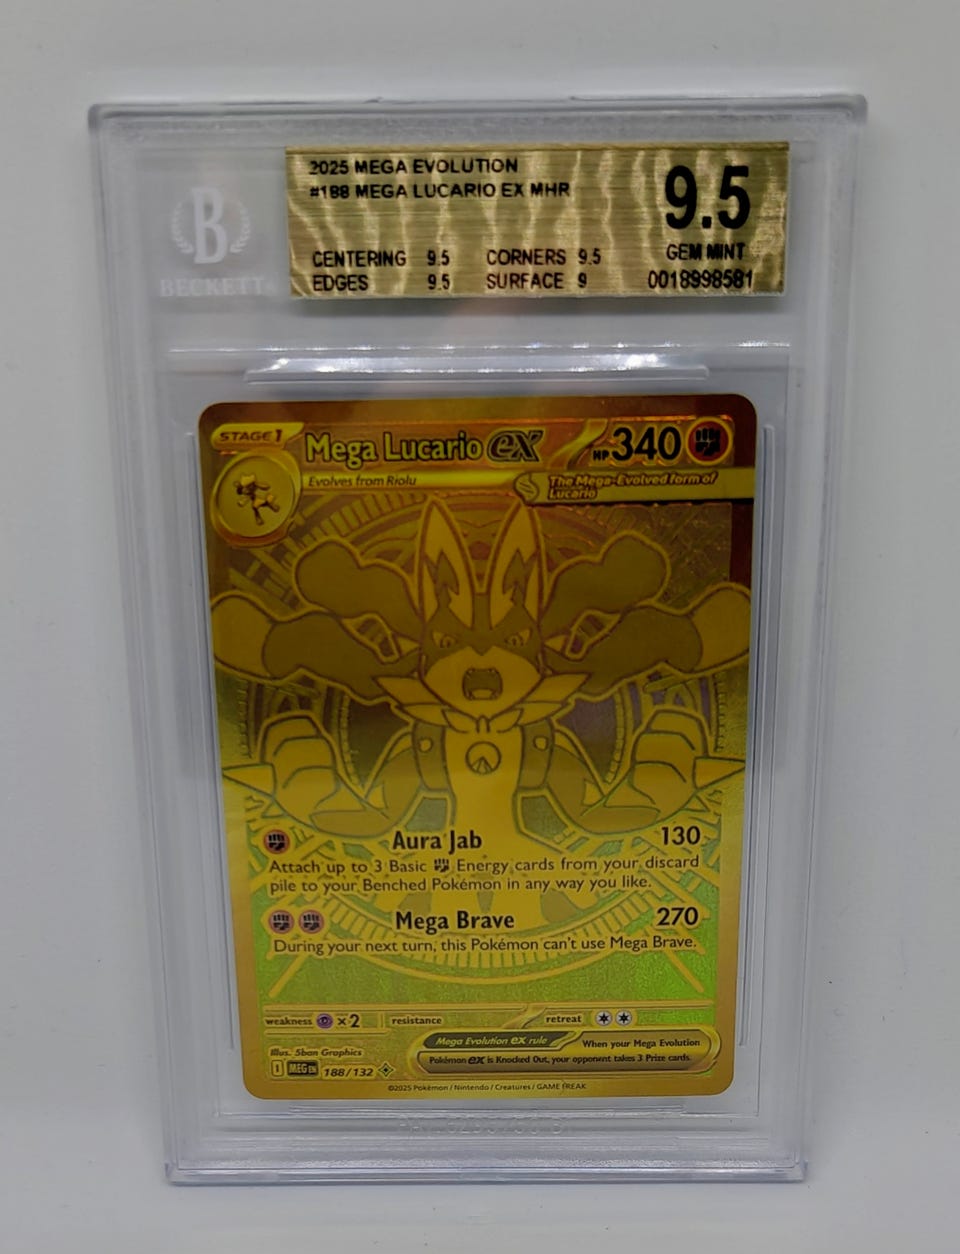 2025 MEGA EVOLUTION
#188 MEGA LUCARIO EX MHR
9.5
CENTERING 9.5 CORNERS 9.5
GEM MINT
EDGES 9.5 SURFACE 9
0018998581
B
BECKETT
STAGE 1
Mega Lucario ex
HP 340
Evolves from Riolu
The Mega-Evolved form of
Lucario
Aura Jab 130
Attach up to 3 Basic Energy cards from your discard
pile to your Benched Pokémon in any way you like.
Mega Brave 270
During your next turn, this Pokémon can't use Mega Brave.
weakness ×2 resistance retreat
Mega Evolution ex rule
When your Mega Evolution
Pokémon ex is Knocked Out, your opponent takes 3 Prize cards.
Illus. 5ban Graphics
I MEG EN 188/132
©2025 Pokémon / Nintendo / Creatures / GAME FREAK